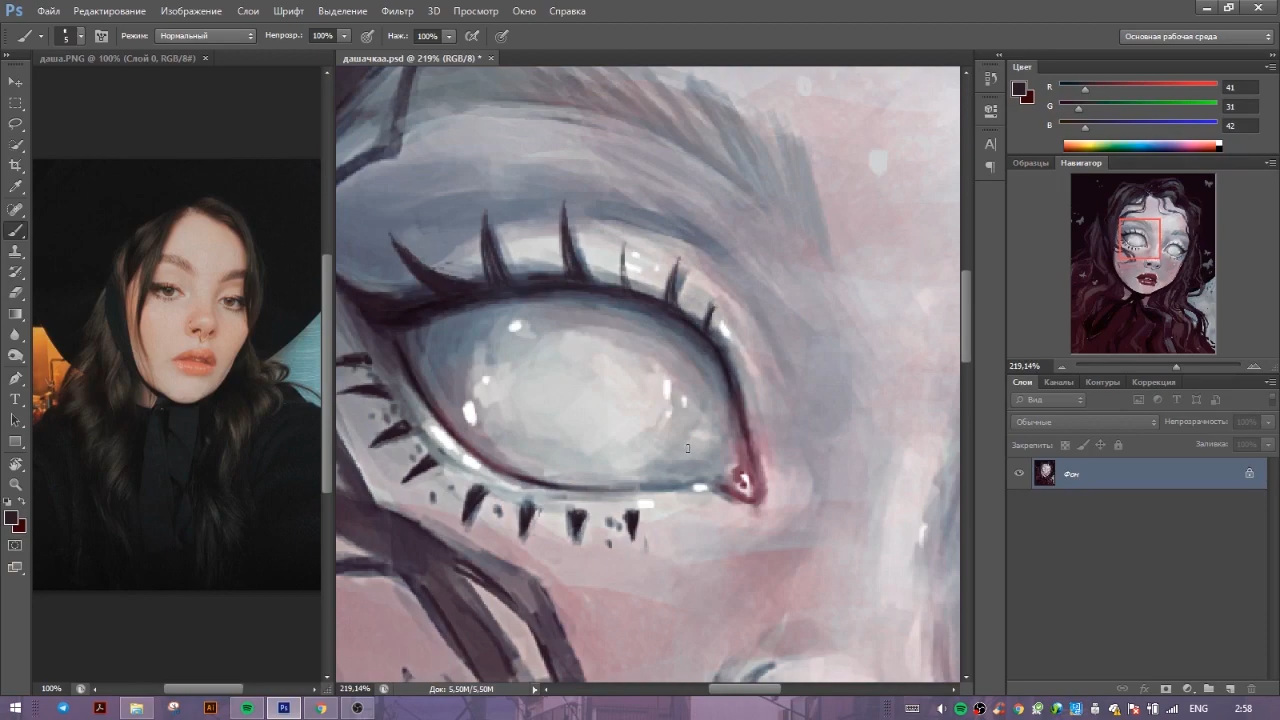 Ps Файл Редактирование Изображение Слои Шрифт Выделение Фильтр 3D Просмотр Окно Справка
5 Режим: Нормальный Непрозр.: 100% Наж.: 100% Основная рабочая среда
даша.PNG @ 100% (Слой 0, RGB/8#) × дашачкаа.psd @ 219% (RGB/8) * ×
Цвет
R 41
G 31
B 42
Образцы Навигатор
219,14%
Слои Каналы Контуры Коррекция
Вид
Обычные Непрозрачность: 100%
Закрепить: Заливка: 100%
Фон
100% 219,14% Док: 5,50M/5,50M
Ai Ps ENG 2:58